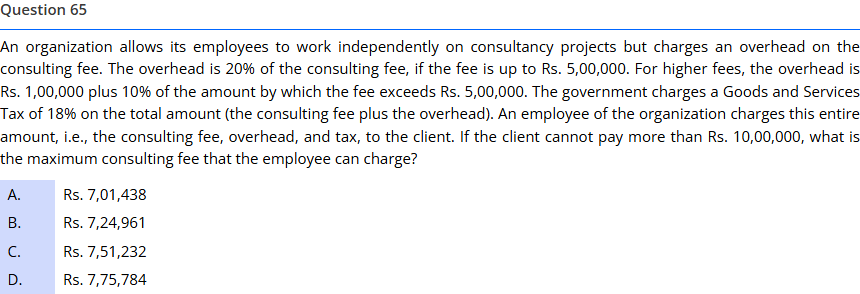 Question 65
An organization allows its employees to work independently on consultancy projects but charges an overhead on the
consulting fee. The overhead is 20% of the consulting fee, if the fee is up to Rs. 5,00,000. For higher fees, the overhead is
Rs. 1,00,000 plus 10% of the amount by which the fee exceeds Rs. 5,00,000. The government charges a Goods and Services
Tax of 18% on the total amount (the consulting fee plus the overhead). An employee of the organization charges this entire
amount, i.e., the consulting fee, overhead, and tax, to the client. If the client cannot pay more than Rs. 10,00,000, what is
the maximum consulting fee that the employee can charge?
A. Rs. 7,01,438
B. Rs. 7,24,961
C. Rs. 7,51,232
D. Rs. 7,75,784